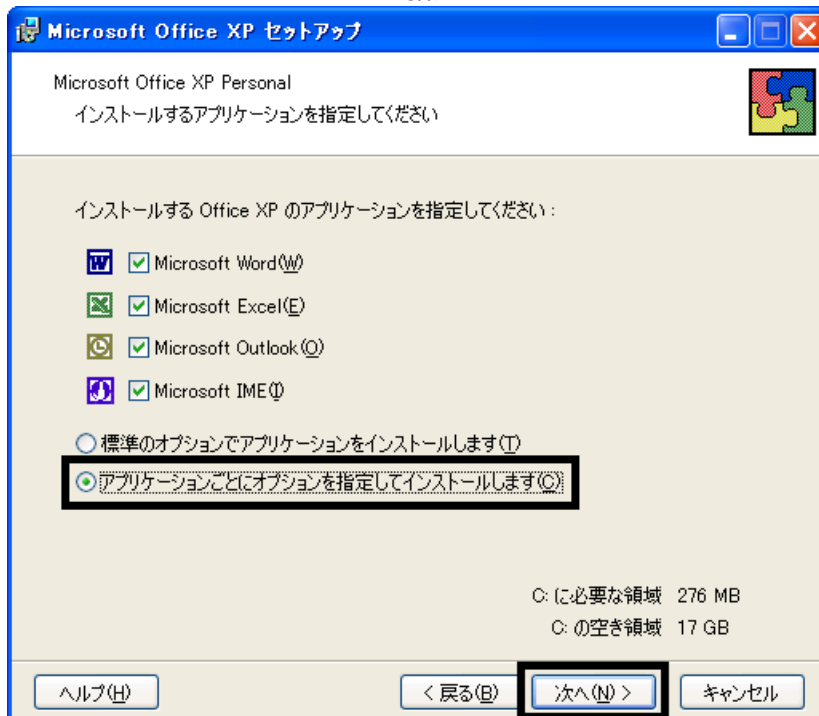 Microsoft Office XP セットアップ
Microsoft Office XP Personal
インストールするアプリケーションを指定してください
インストールする Office XP のアプリケーションを指定してください :
Microsoft Word(W)
Microsoft Excel(E)
Microsoft Outlook(O)
Microsoft IME(I)
標準のオプションでアプリケーションをインストールします(T)
アプリケーションごとにオプションを指定してインストールします(C)
C: に必要な領域 276 MB
C: の空き領域 17 GB
ヘルプ(H) < 戻る(B) 次へ(N) > キャンセル